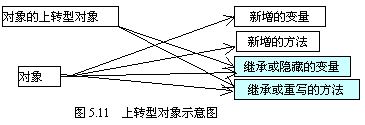 对象的上转型对象
新增的变量
新增的方法
对象
继承或隐藏的变量
继承或重写的方法
图 5.11 上转型对象示意图